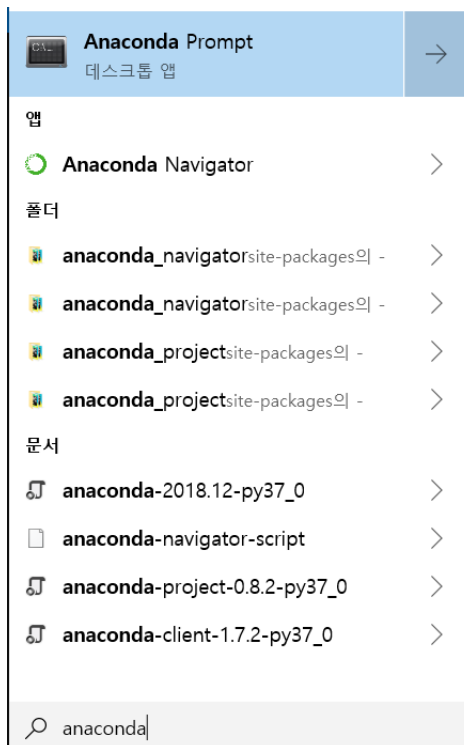 Anaconda Prompt
데스크톱 앱
앱
Anaconda Navigator
폴더
anaconda_navigatorsite-packages의 -
anaconda_navigatorsite-packages의 -
anaconda_projectsite-packages의 -
anaconda_projectsite-packages의 -
문서
anaconda-2018.12-py37_0
anaconda-navigator-script
anaconda-project-0.8.2-py37_0
anaconda-client-1.7.2-py37_0
anaconda